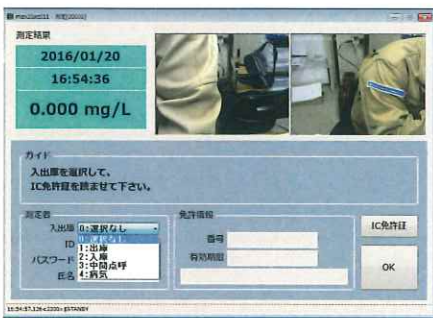 測定結果
2016/01/20
16:54:36
0.000 mg/L
ガイド
入出庫を選択して、
IC免許証を読ませて下さい。
測定者
入出庫
0:選択なし
0:選択なし
1:出庫
2:入庫
3:中間点呼
4:病気
ID
パスワード
氏名
免許情報
番号
有効期限
IC免許証
OK